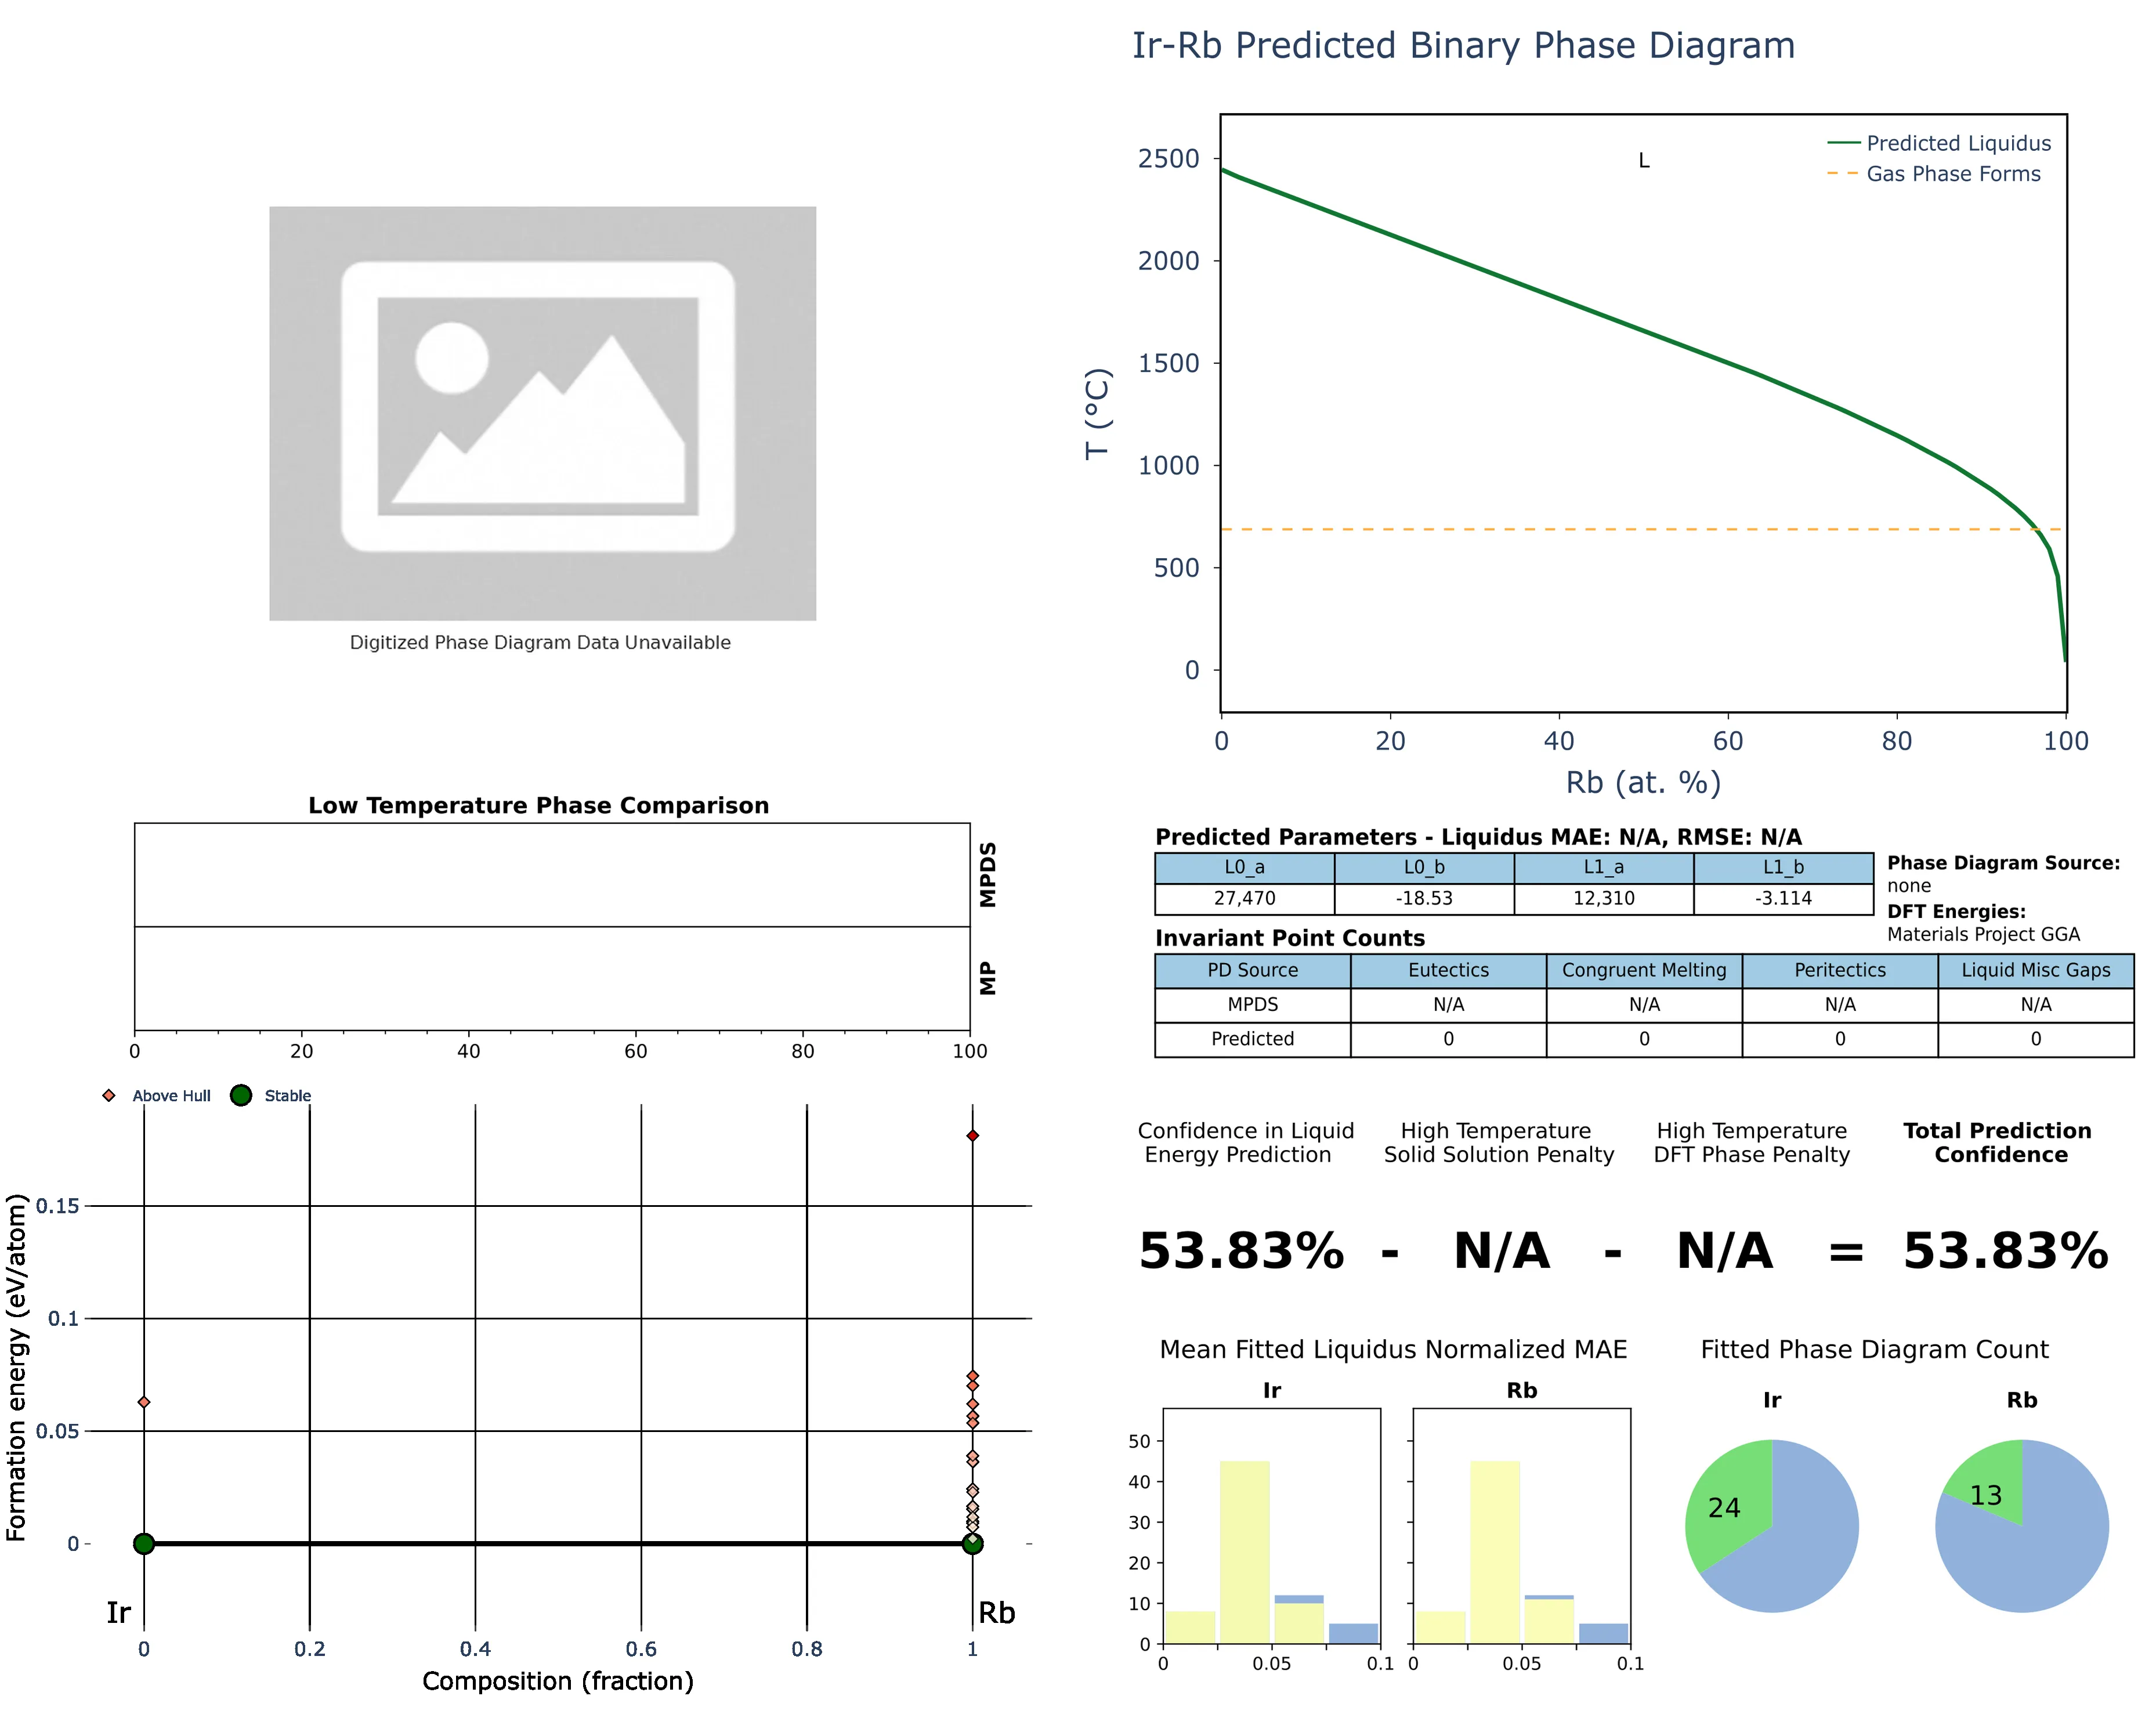 Ir-Rb Predicted Binary Phase Diagram
Digitized Phase Diagram Data Unavailable
2500
2000
1500
1000
500
0
T (°C)
L
Predicted Liquidus
Gas Phase Forms
0 20 40 60 80 100
Rb (at. %)
Low Temperature Phase Comparison
MPDS
MP
0 20 40 60 80 100
Predicted Parameters - Liquidus MAE: N/A, RMSE: N/A
L0_a L0_b L1_a L1_b
27,470 -18.53 12,310 -3.114
Phase Diagram Source:
none
DFT Energies:
Materials Project GGA
Invariant Point Counts
PD Source Eutectics Congruent Melting Peritectics Liquid Misc Gaps
MPDS N/A N/A N/A N/A
Predicted 0 0 0 0
Above Hull Stable
0.15
0.1
0.05
0
Formation energy (eV/atom)
Ir Rb
0 0.2 0.4 0.6 0.8 1
Composition (fraction)
Confidence in Liquid
Energy Prediction
High Temperature
Solid Solution Penalty
High Temperature
DFT Phase Penalty
Total Prediction
Confidence
53.83% - N/A - N/A = 53.83%
Mean Fitted Liquidus Normalized MAE
Ir Rb
50
40
30
20
10
0
0 0.05 0.1 0 0.05 0.1
Fitted Phase Diagram Count
Ir Rb
24 13